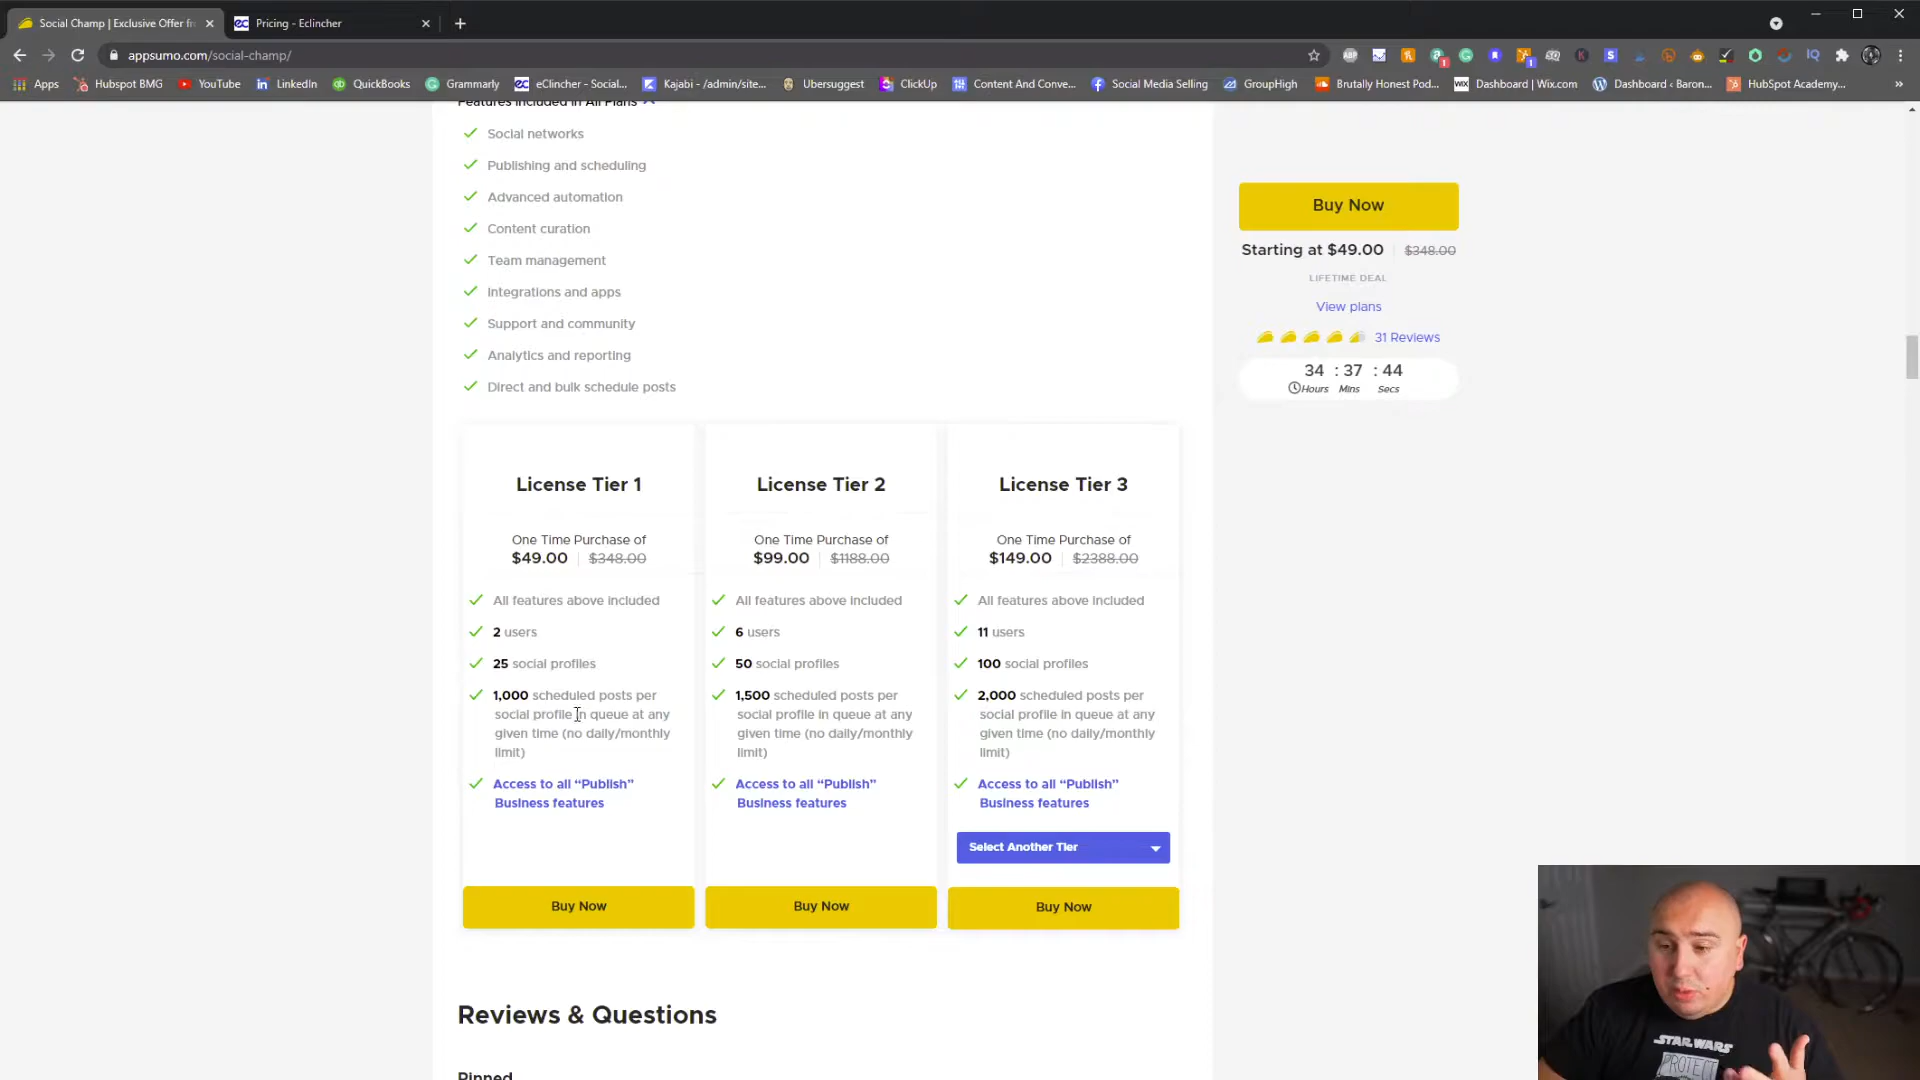 Social Champ | Exclusive Offer fr
Pricing - Eclincher
appsumo.com/social-champ/
Apps
Hubspot BMG
YouTube
LinkedIn
QuickBooks
Grammarly
eClincher - Social...
Kajabi - /admin/site...
Ubersuggest
ClickUp
Content And Conve...
Social Media Selling
GroupHigh
Brutally Honest Pod...
Dashboard | Wix.com
Dashboard ‹ Baron...
HubSpot Academy...
Features Included in All Plans
Social networks
Publishing and scheduling
Advanced automation
Content curation
Team management
Integrations and apps
Support and community
Analytics and reporting
Direct and bulk schedule posts
Buy Now
Starting at $49.00 | $348.00
LIFETIME DEAL
View plans
31 Reviews
34 : 37 : 44
Hours Mins Secs
License Tier 1
One Time Purchase of
$49.00 | $348.00
All features above included
2 users
25 social profiles
1,000 scheduled posts per
social profile in queue at any
given time (no daily/monthly
limit)
Access to all “Publish”
Business features
Buy Now
License Tier 2
One Time Purchase of
$99.00 | $1188.00
All features above included
6 users
50 social profiles
1,500 scheduled posts per
social profile in queue at any
given time (no daily/monthly
limit)
Access to all “Publish”
Business features
Buy Now
License Tier 3
One Time Purchase of
$149.00 | $2388.00
All features above included
11 users
100 social profiles
2,000 scheduled posts per
social profile in queue at any
given time (no daily/monthly
limit)
Access to all “Publish”
Business features
Select Another Tier
Buy Now
Reviews & Questions
Pinned
STAR WARS
PROTECT